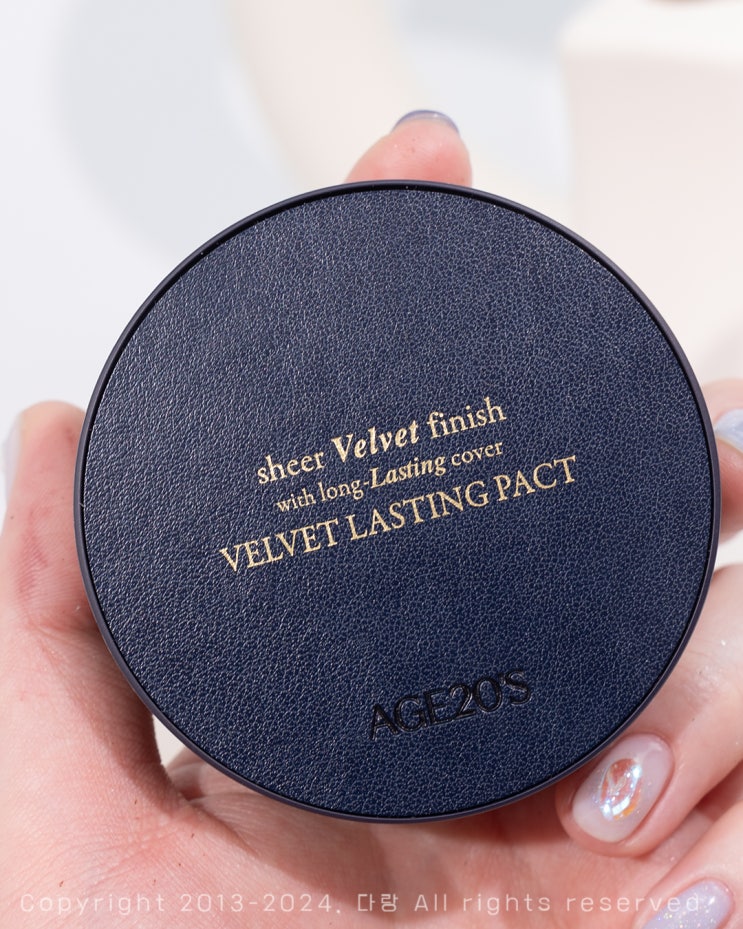 sheer Velvet finish
with long-Lasting cover
VELVET LASTING PACT
AGE20'S
Copyright 2013-2024. 다랑 All rights reserved.